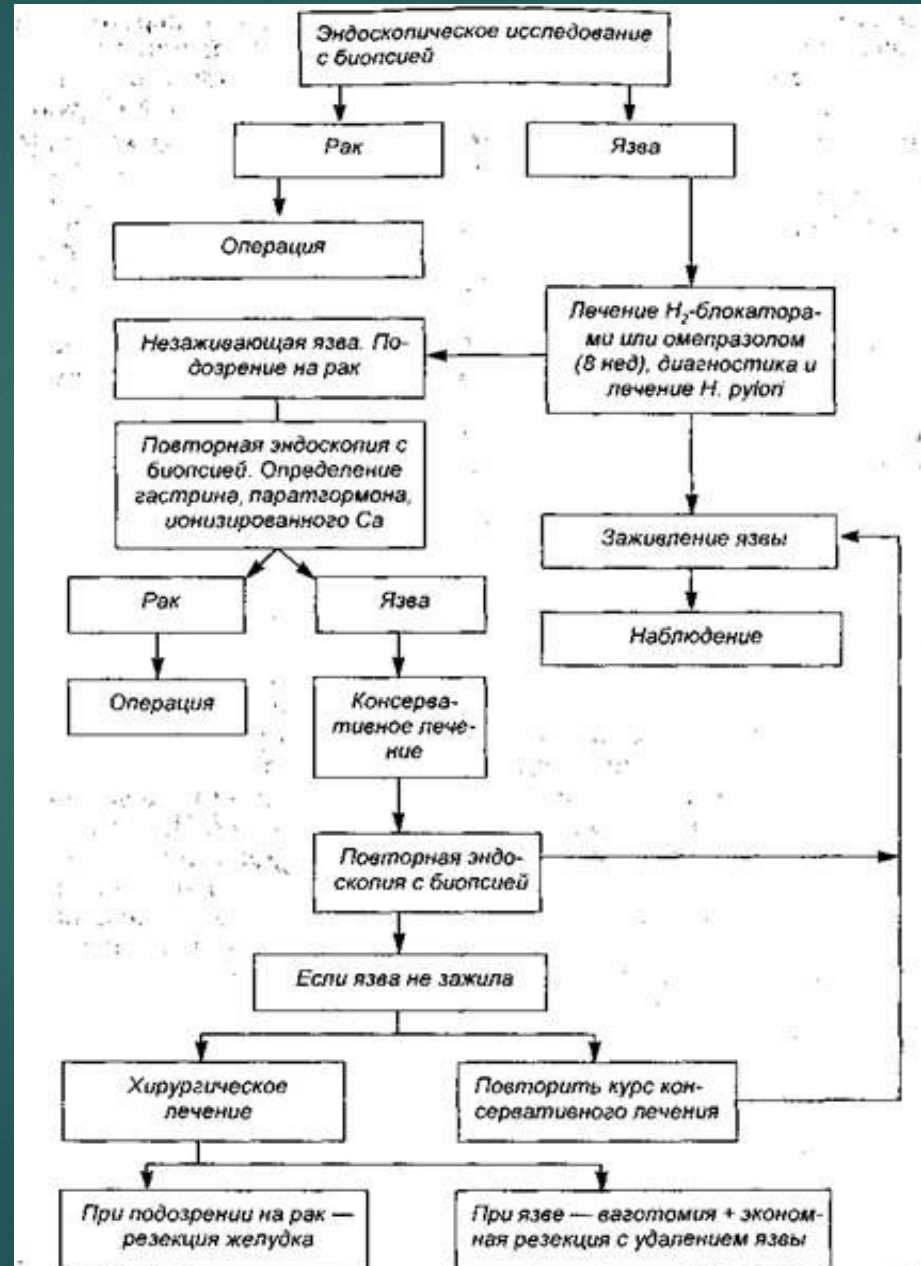 Эндоскопическое исследование
с биопсией
Рак
Язва
Операция
Лечение H₂-блокатора-
ми или омепразолом
(8 нед), диагностика и
лечение H. pylori
Незаживающая язва. По-
дозрение на рак
Повторная эндоскопия с
биопсией. Определение
гастрина, паратгормона,
ионизированного Ca
Заживление язвы
Рак
Язва
Наблюдение
Операция
Консерва-
тивное лече-
ние
Повторная эндо-
скопия с биопсией
Если язва не зажила
Хирургическое
лечение
Повторить курс кон-
сервативного лечения
При подозрении на рак —
резекция желудка
При язве — ваготомия + эконом-
ная резекция с удалением язвы